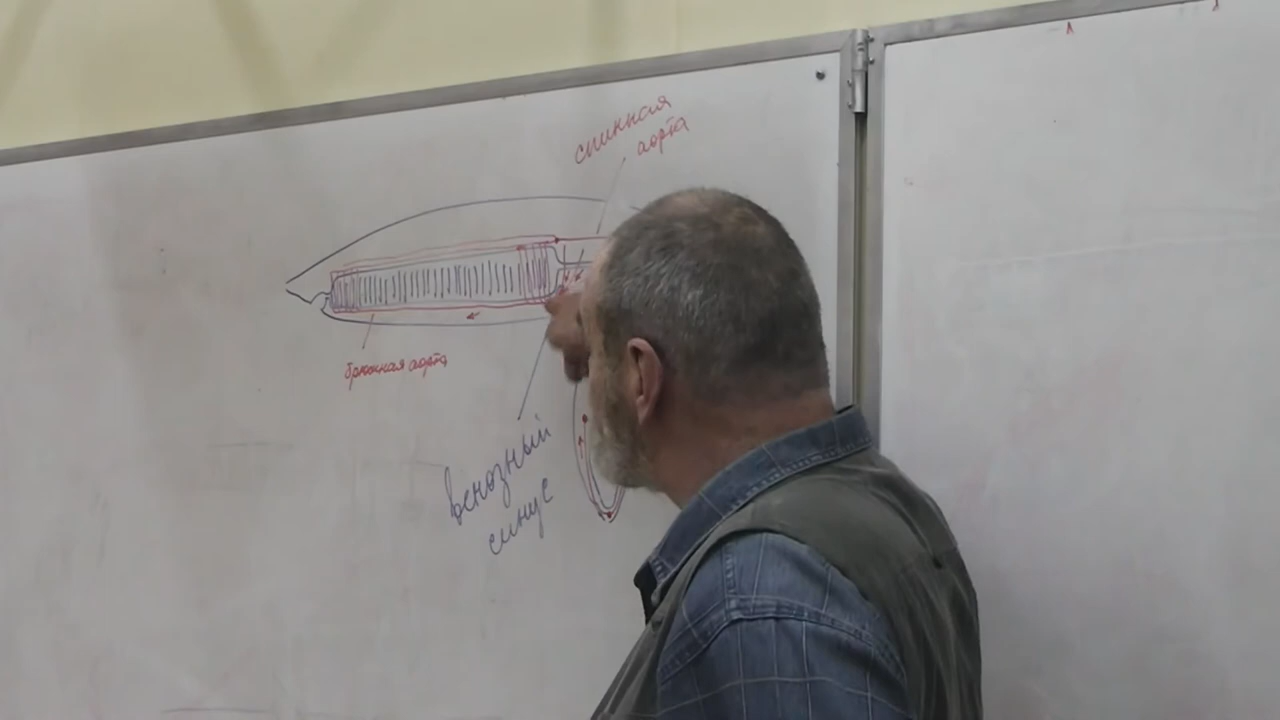 спинная
аорта
брюшная аорта
венозный
синус